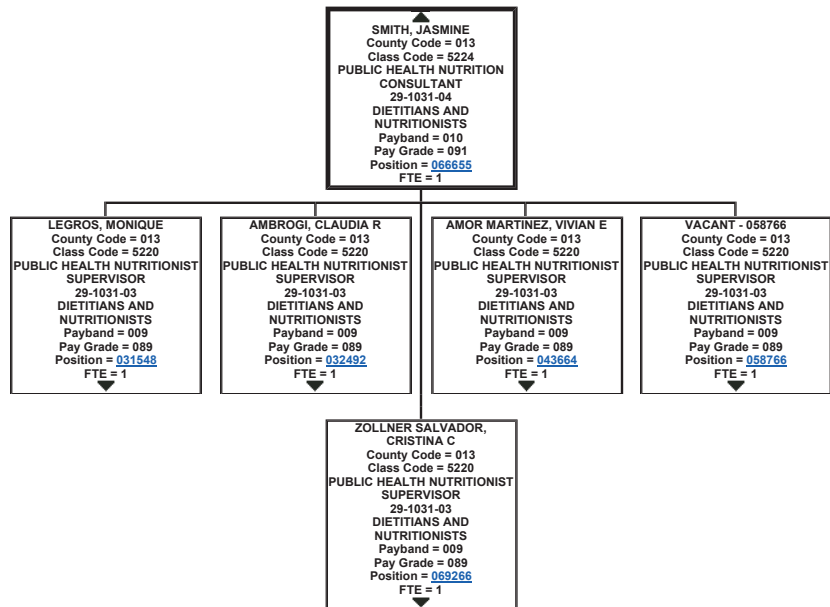 SMITH, JASMINE
County Code = 013
Class Code = 5224
PUBLIC HEALTH NUTRITION
CONSULTANT
29-1031-04
DIETITIANS AND
NUTRITIONISTS
Payband = 010
Pay Grade = 091
Position = 066655
FTE = 1
LEGROS, MONIQUE
County Code = 013
Class Code = 5220
PUBLIC HEALTH NUTRITIONIST
SUPERVISOR
29-1031-03
DIETITIANS AND
NUTRITIONISTS
Payband = 009
Pay Grade = 089
Position = 031548
FTE = 1
AMBROGI, CLAUDIA R
County Code = 013
Class Code = 5220
PUBLIC HEALTH NUTRITIONIST
SUPERVISOR
29-1031-03
DIETITIANS AND
NUTRITIONISTS
Payband = 009
Pay Grade = 089
Position = 032492
FTE = 1
AMOR MARTINEZ, VIVIAN E
County Code = 013
Class Code = 5220
PUBLIC HEALTH NUTRITIONIST
SUPERVISOR
29-1031-03
DIETITIANS AND
NUTRITIONISTS
Payband = 009
Pay Grade = 089
Position = 043664
FTE = 1
VACANT - 058766
County Code = 013
Class Code = 5220
PUBLIC HEALTH NUTRITIONIST
SUPERVISOR
29-1031-03
DIETITIANS AND
NUTRITIONISTS
Payband = 009
Pay Grade = 089
Position = 058766
FTE = 1
ZOLLNER SALVADOR,
CRISTINA C
County Code = 013
Class Code = 5220
PUBLIC HEALTH NUTRITIONIST
SUPERVISOR
29-1031-03
DIETITIANS AND
NUTRITIONISTS
Payband = 009
Pay Grade = 089
Position = 069266
FTE = 1